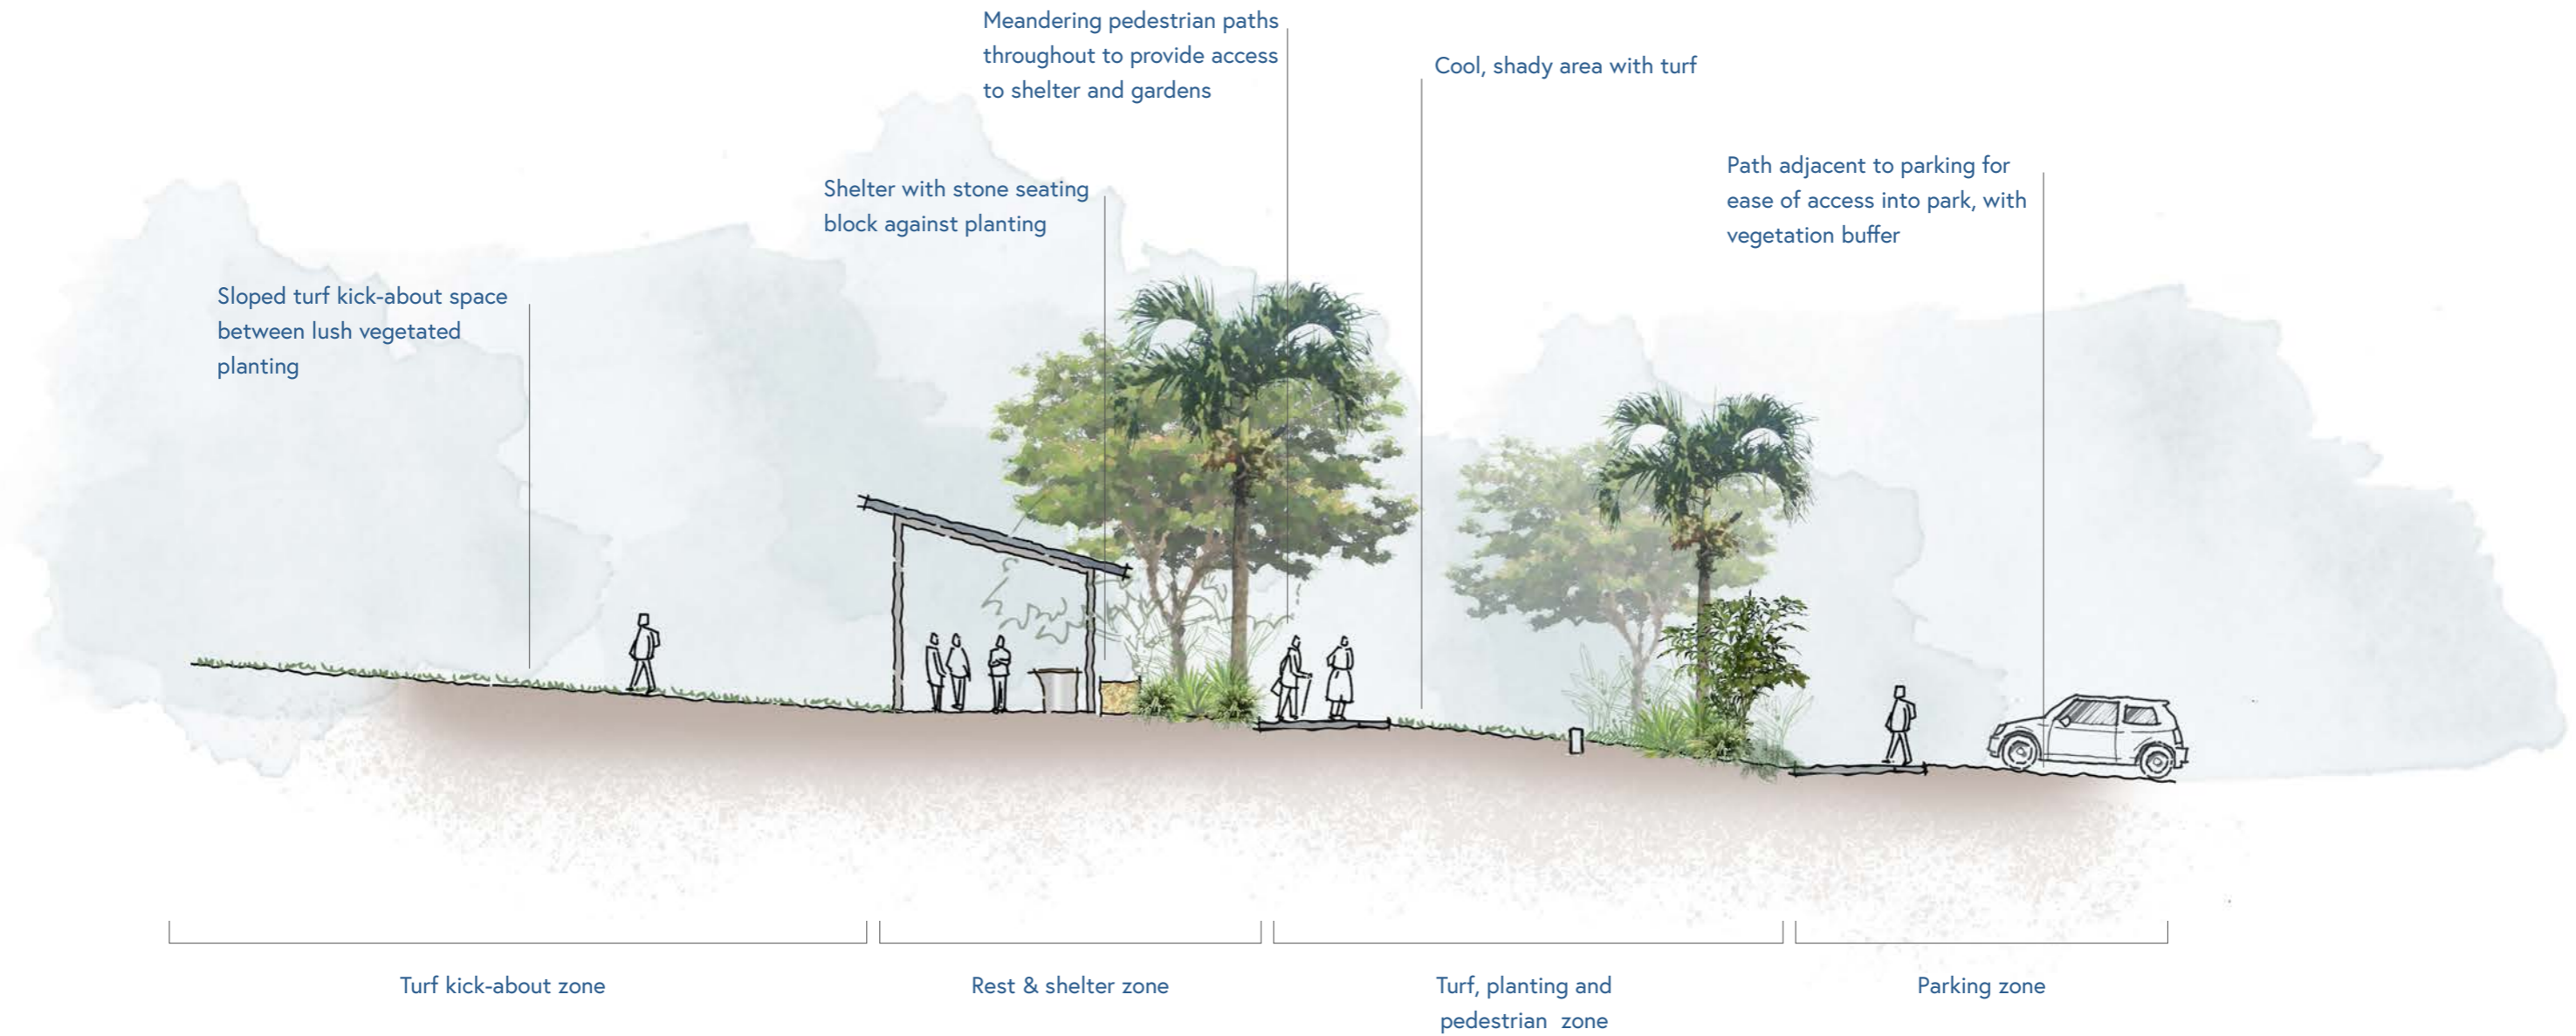 Meandering pedestrian paths
throughout to provide access
to shelter and gardens
Cool, shady area with turf
Path adjacent to parking for
ease of access into park, with
vegetation buffer
Shelter with stone seating
block against planting
Sloped turf kick-about space
between lush vegetated
planting
Turf kick-about zone
Rest & shelter zone
Turf, planting and
pedestrian zone
Parking zone